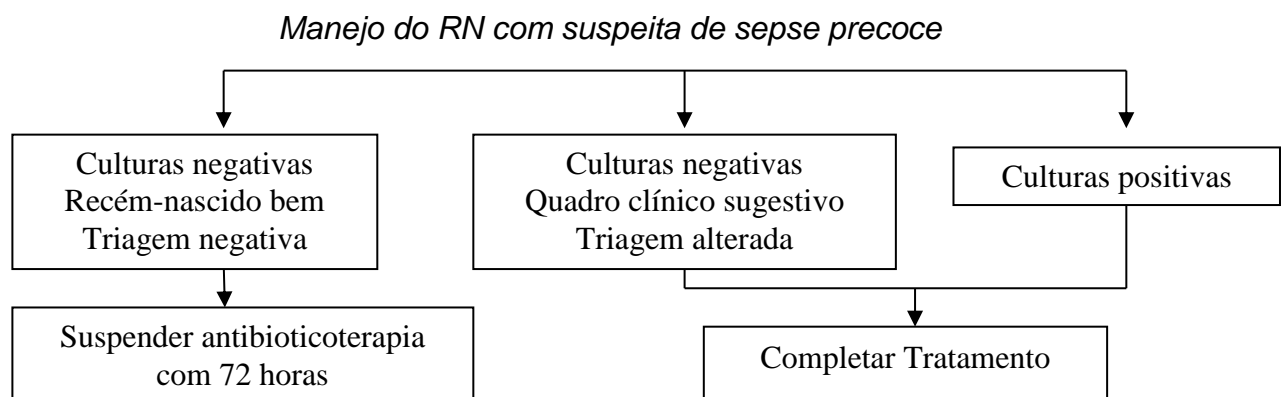 Manejo do RN com suspeita de sepse precoce
Culturas negativas
Recém-nascido bem
Triagem negativa
Culturas negativas
Quadro clínico sugestivo
Triagem alterada
Culturas positivas
Suspender antibioticoterapia
com 72 horas
Completar Tratamento